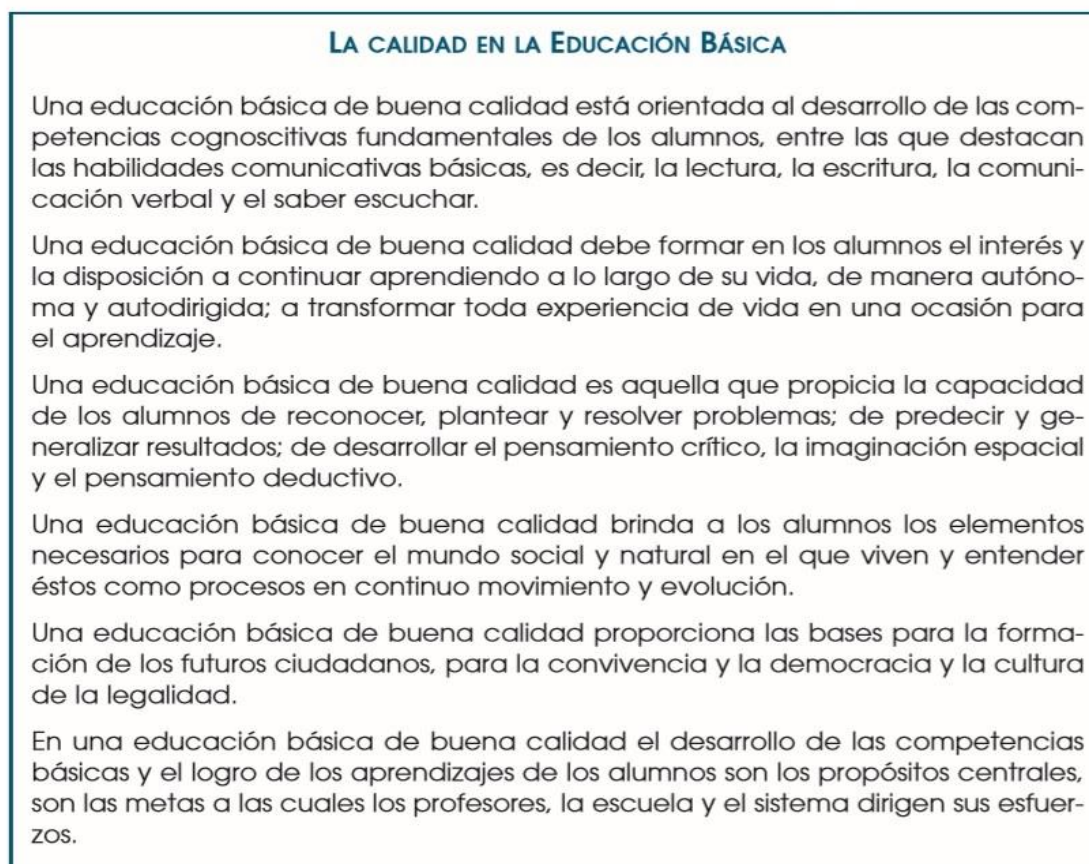 LA CALIDAD EN LA EDUCACIÓN BÁSICA
Una educación básica de buena calidad está orientada al desarrollo de las com-
petencias cognoscitivas fundamentales de los alumnos, entre las que destacan
las habilidades comunicativas básicas, es decir, la lectura, la escritura, la comuni-
cación verbal y el saber escuchar.
Una educación básica de buena calidad debe formar en los alumnos el interés y
la disposición a continuar aprendiendo a lo largo de su vida, de manera autóno-
ma y autodirigida; a transformar toda experiencia de vida en una ocasión para
el aprendizaje.
Una educación básica de buena calidad es aquella que propicia la capacidad
de los alumnos de reconocer, plantear y resolver problemas; de predecir y ge-
neralizar resultados; de desarrollar el pensamiento crítico, la imaginación espacial
y el pensamiento deductivo.
Una educación básica de buena calidad brinda a los alumnos los elementos
necesarios para conocer el mundo social y natural en el que viven y entender
éstos como procesos en continuo movimiento y evolución.
Una educación básica de buena calidad proporciona las bases para la forma-
ción de los futuros ciudadanos, para la convivencia y la democracia y la cultura
de la legalidad.
En una educación básica de buena calidad el desarrollo de las competencias
básicas y el logro de los aprendizajes de los alumnos son los propósitos centrales,
son las metas a las cuales los profesores, la escuela y el sistema dirigen sus esfuer-
zos.